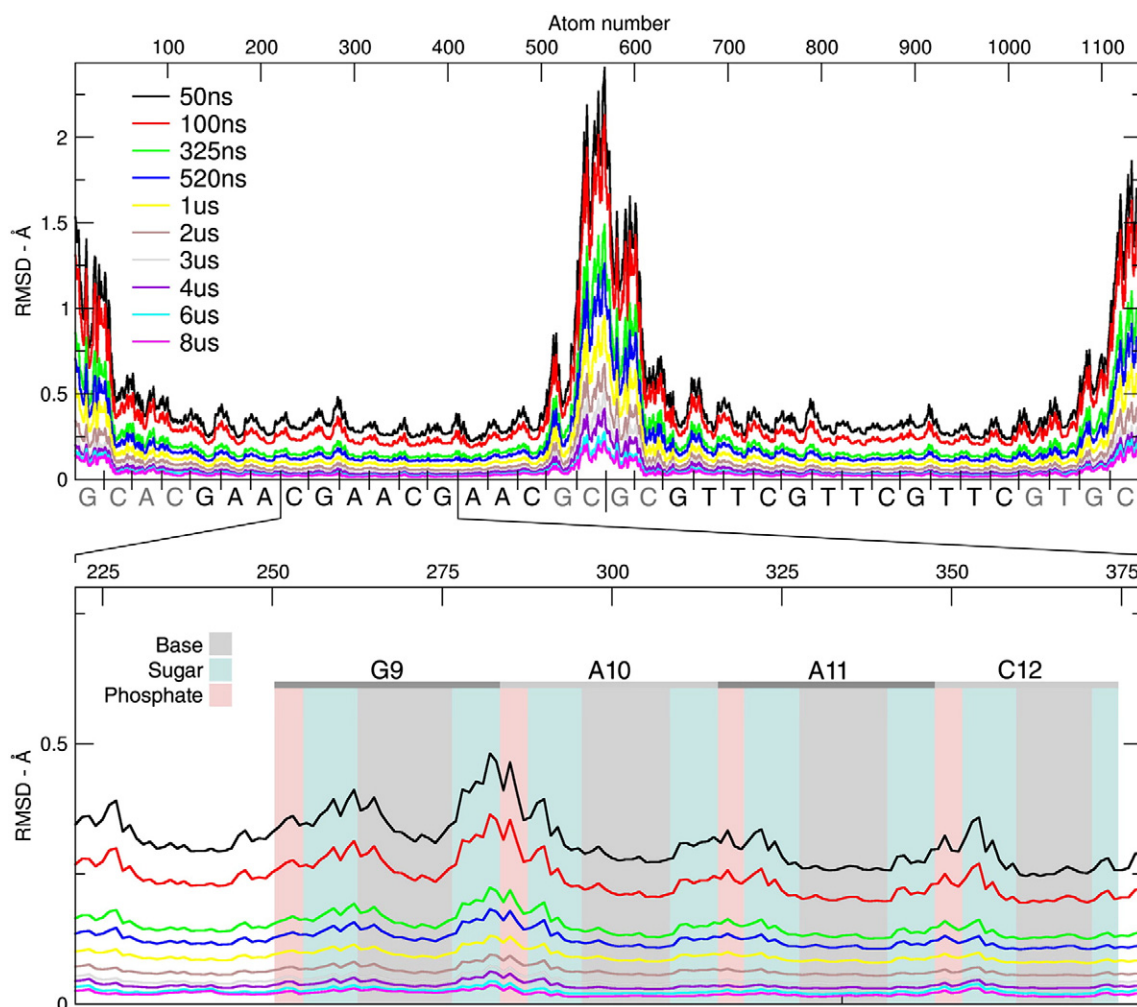 Atom number
100 200 300 400 500 600 700 800 900 1000 1100
50ns
100ns
325ns
520ns
1us
2us
3us
4us
6us
8us
2
1.5
1
0.5
0
RMSD - Å
G C A C G A A C G A A C G A A C G C G C G T T C G T T C G T T C G T G C
225 250 275 300 325 350 375
Base
Sugar
Phosphate
G9 A10 A11 C12
0.5
0
RMSD - Å